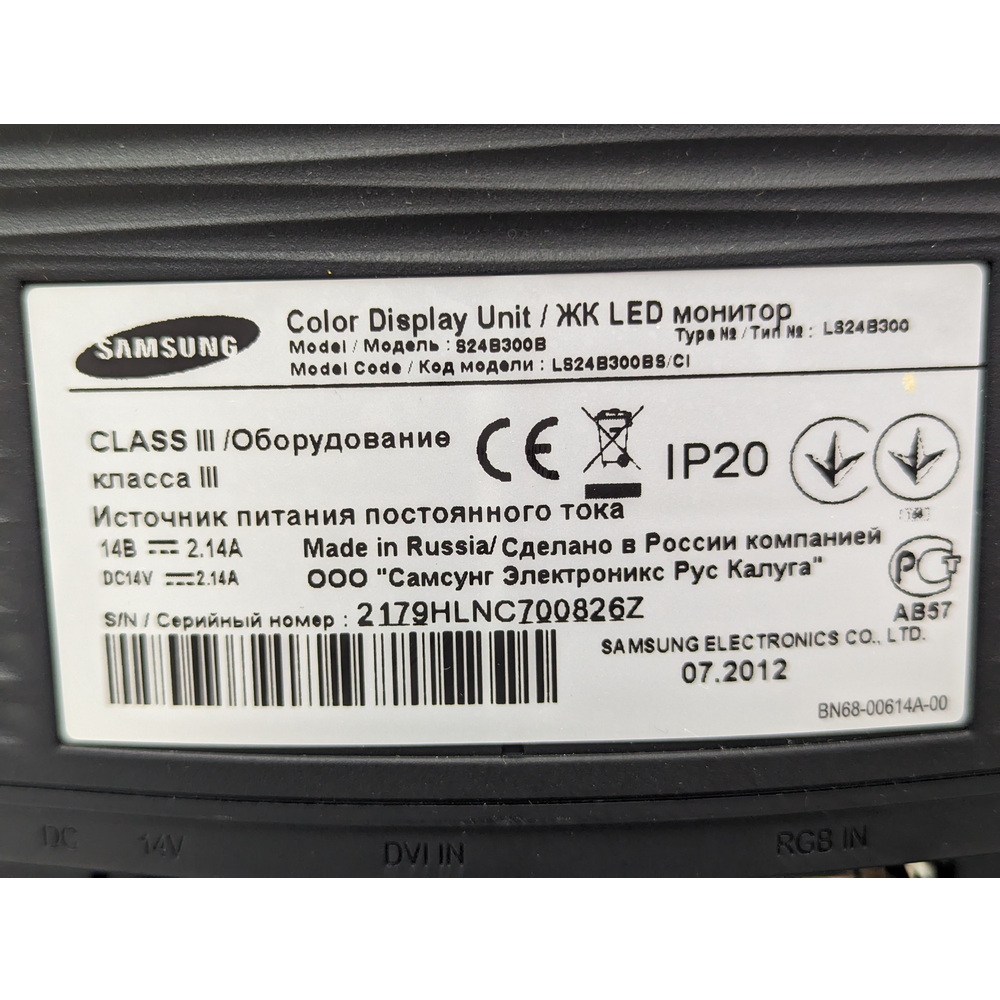 SAMSUNG
Color Display Unit / ЖК LED монитор
Model / Модель : S24B300B
Type № / Тип № : LS24B300
Model Code / Код модели : LS24B300BS/CI
CLASS III /Оборудование
класса III
IP20
Источник питания постоянного тока
14В 2.14A
DC14V 2.14A
Made in Russia/ Сделано в России компанией
ООО "Самсунг Электроникс Рус Калуга"
S/N / Серийный номер : 2179HLNC700826Z
АВ57
SAMSUNG ELECTRONICS CO., LTD.
07.2012
BN68-00614A-00
DC 14V
DVI IN
RGB IN